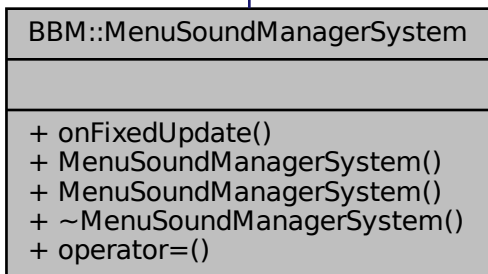 BBM::MenuSoundManagerSystem
+ onFixedUpdate()
+ MenuSoundManagerSystem()
+ MenuSoundManagerSystem()
+ ~MenuSoundManagerSystem()
+ operator=()